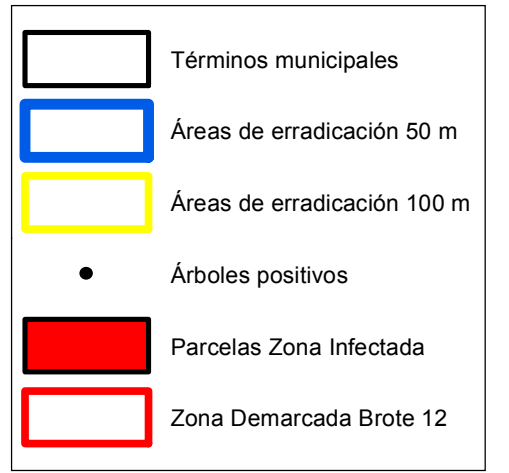 Términos municipales
Áreas de erradicación 50 m
Áreas de erradicación 100 m
Árboles positivos
Parcelas Zona Infectada
Zona Demarcada Brote 12